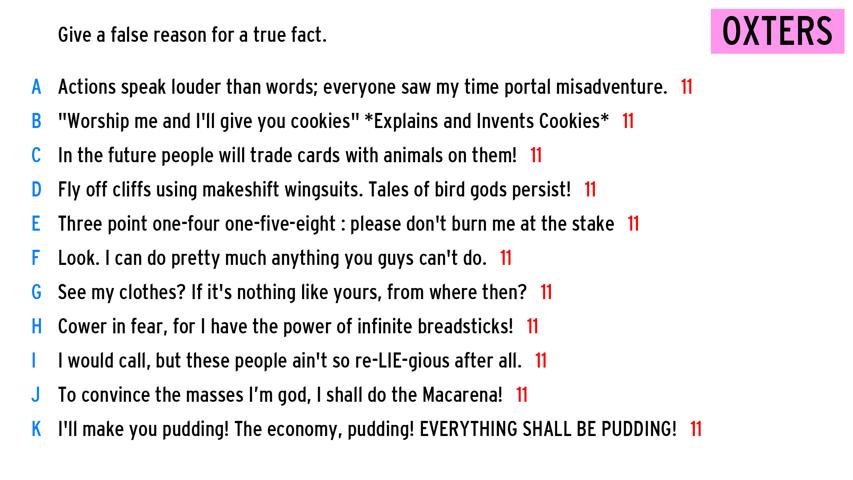 Give a false reason for a true fact.
OXTERS
A Actions speak louder than words; everyone saw my time portal misadventure. 11
B "Worship me and I'll give you cookies" *Explains and Invents Cookies* 11
C In the future people will trade cards with animals on them! 11
D Fly off cliffs using makeshift wingsuits. Tales of bird gods persist! 11
E Three point one-four one-five-eight : please don't burn me at the stake 11
F Look. I can do pretty much anything you guys can't do. 11
G See my clothes? If it's nothing like yours, from where then? 11
H Cower in fear, for I have the power of infinite breadsticks! 11
I I would call, but these people ain't so re-LIE-gious after all. 11
J To convince the masses I’m god, I shall do the Macarena! 11
K I'll make you pudding! The economy, pudding! EVERYTHING SHALL BE PUDDING! 11